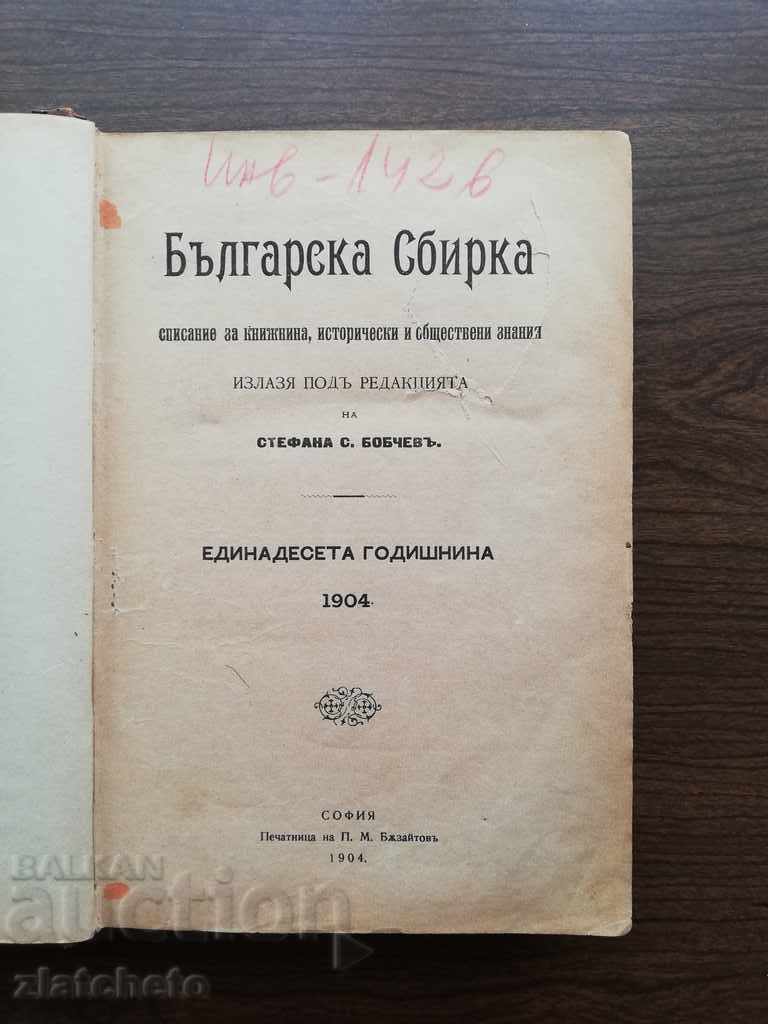 инв - 1426
Българска Сбирка
списание за книжнина, исторически и обществени знания
ИЗЛАЗЯ ПОДЪ РЕДАКЦИЯТА
НА
СТЕФАНА С. БОБЧЕВЪ.
ЕДИНАДЕСЕТА ГОДИШНИНА
1904.
СОФИЯ
Печатница на П. М. Бѫзайтовъ
1904.
BALKAN
auction
zlatcheto